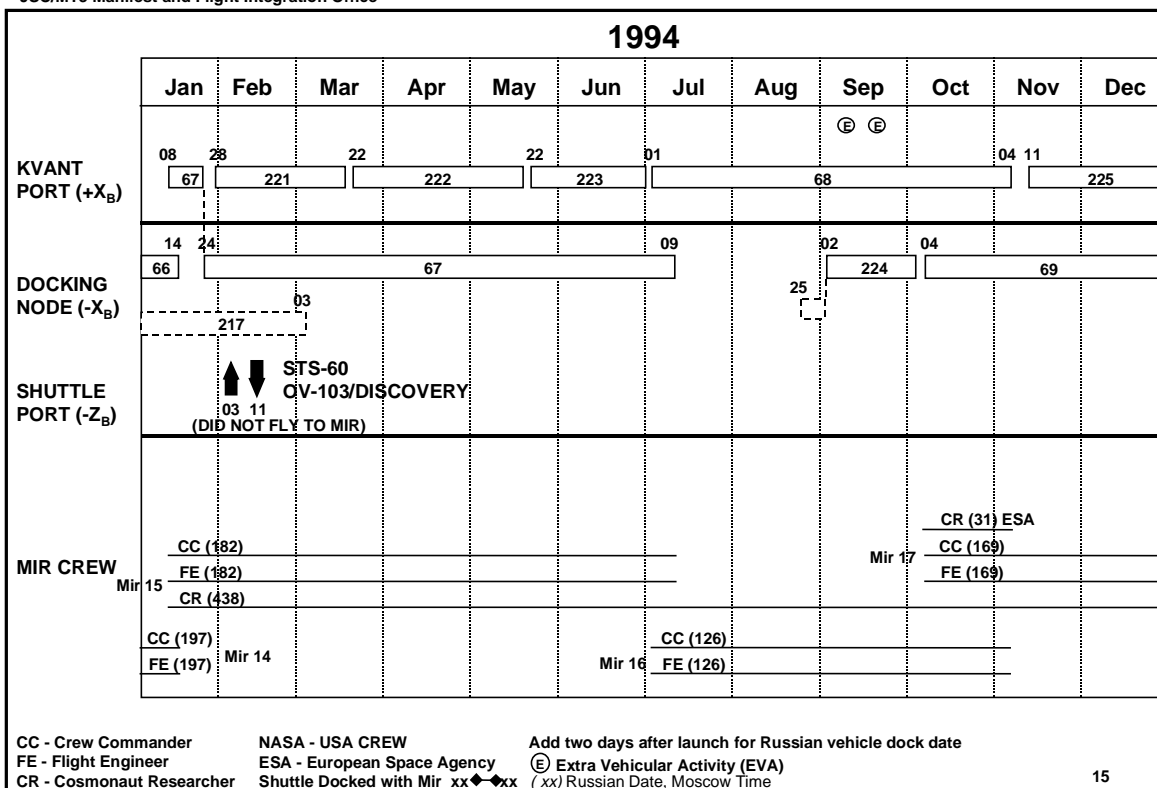 1994
Jan Feb Mar Apr May Jun Jul Aug Sep Oct Nov Dec
E E
08 28 22 22 01 04 11
KVANT
PORT (+XB)
67 221 222 223 68 225
14 24 09 02 04
66 67 224 69
DOCKING
NODE (-XB)
25
03
217
STS-60
OV-103/DISCOVERY
SHUTTLE
PORT (-ZB)
03 11
(DID NOT FLY TO MIR)
CR (31) ESA
CC (182) Mir 17 CC (169)
MIR CREW
Mir 15 FE (182) FE (169)
CR (438)
CC (197) CC (126)
Mir 14
FE (197) Mir 16 FE (126)
CC - Crew Commander NASA - USA CREW Add two days after launch for Russian vehicle dock date
FE - Flight Engineer ESA - European Space Agency E Extra Vehicular Activity (EVA)
CR - Cosmonaut Researcher Shuttle Docked with Mir xx◆◆xx ( xx) Russian Date, Moscow Time
15